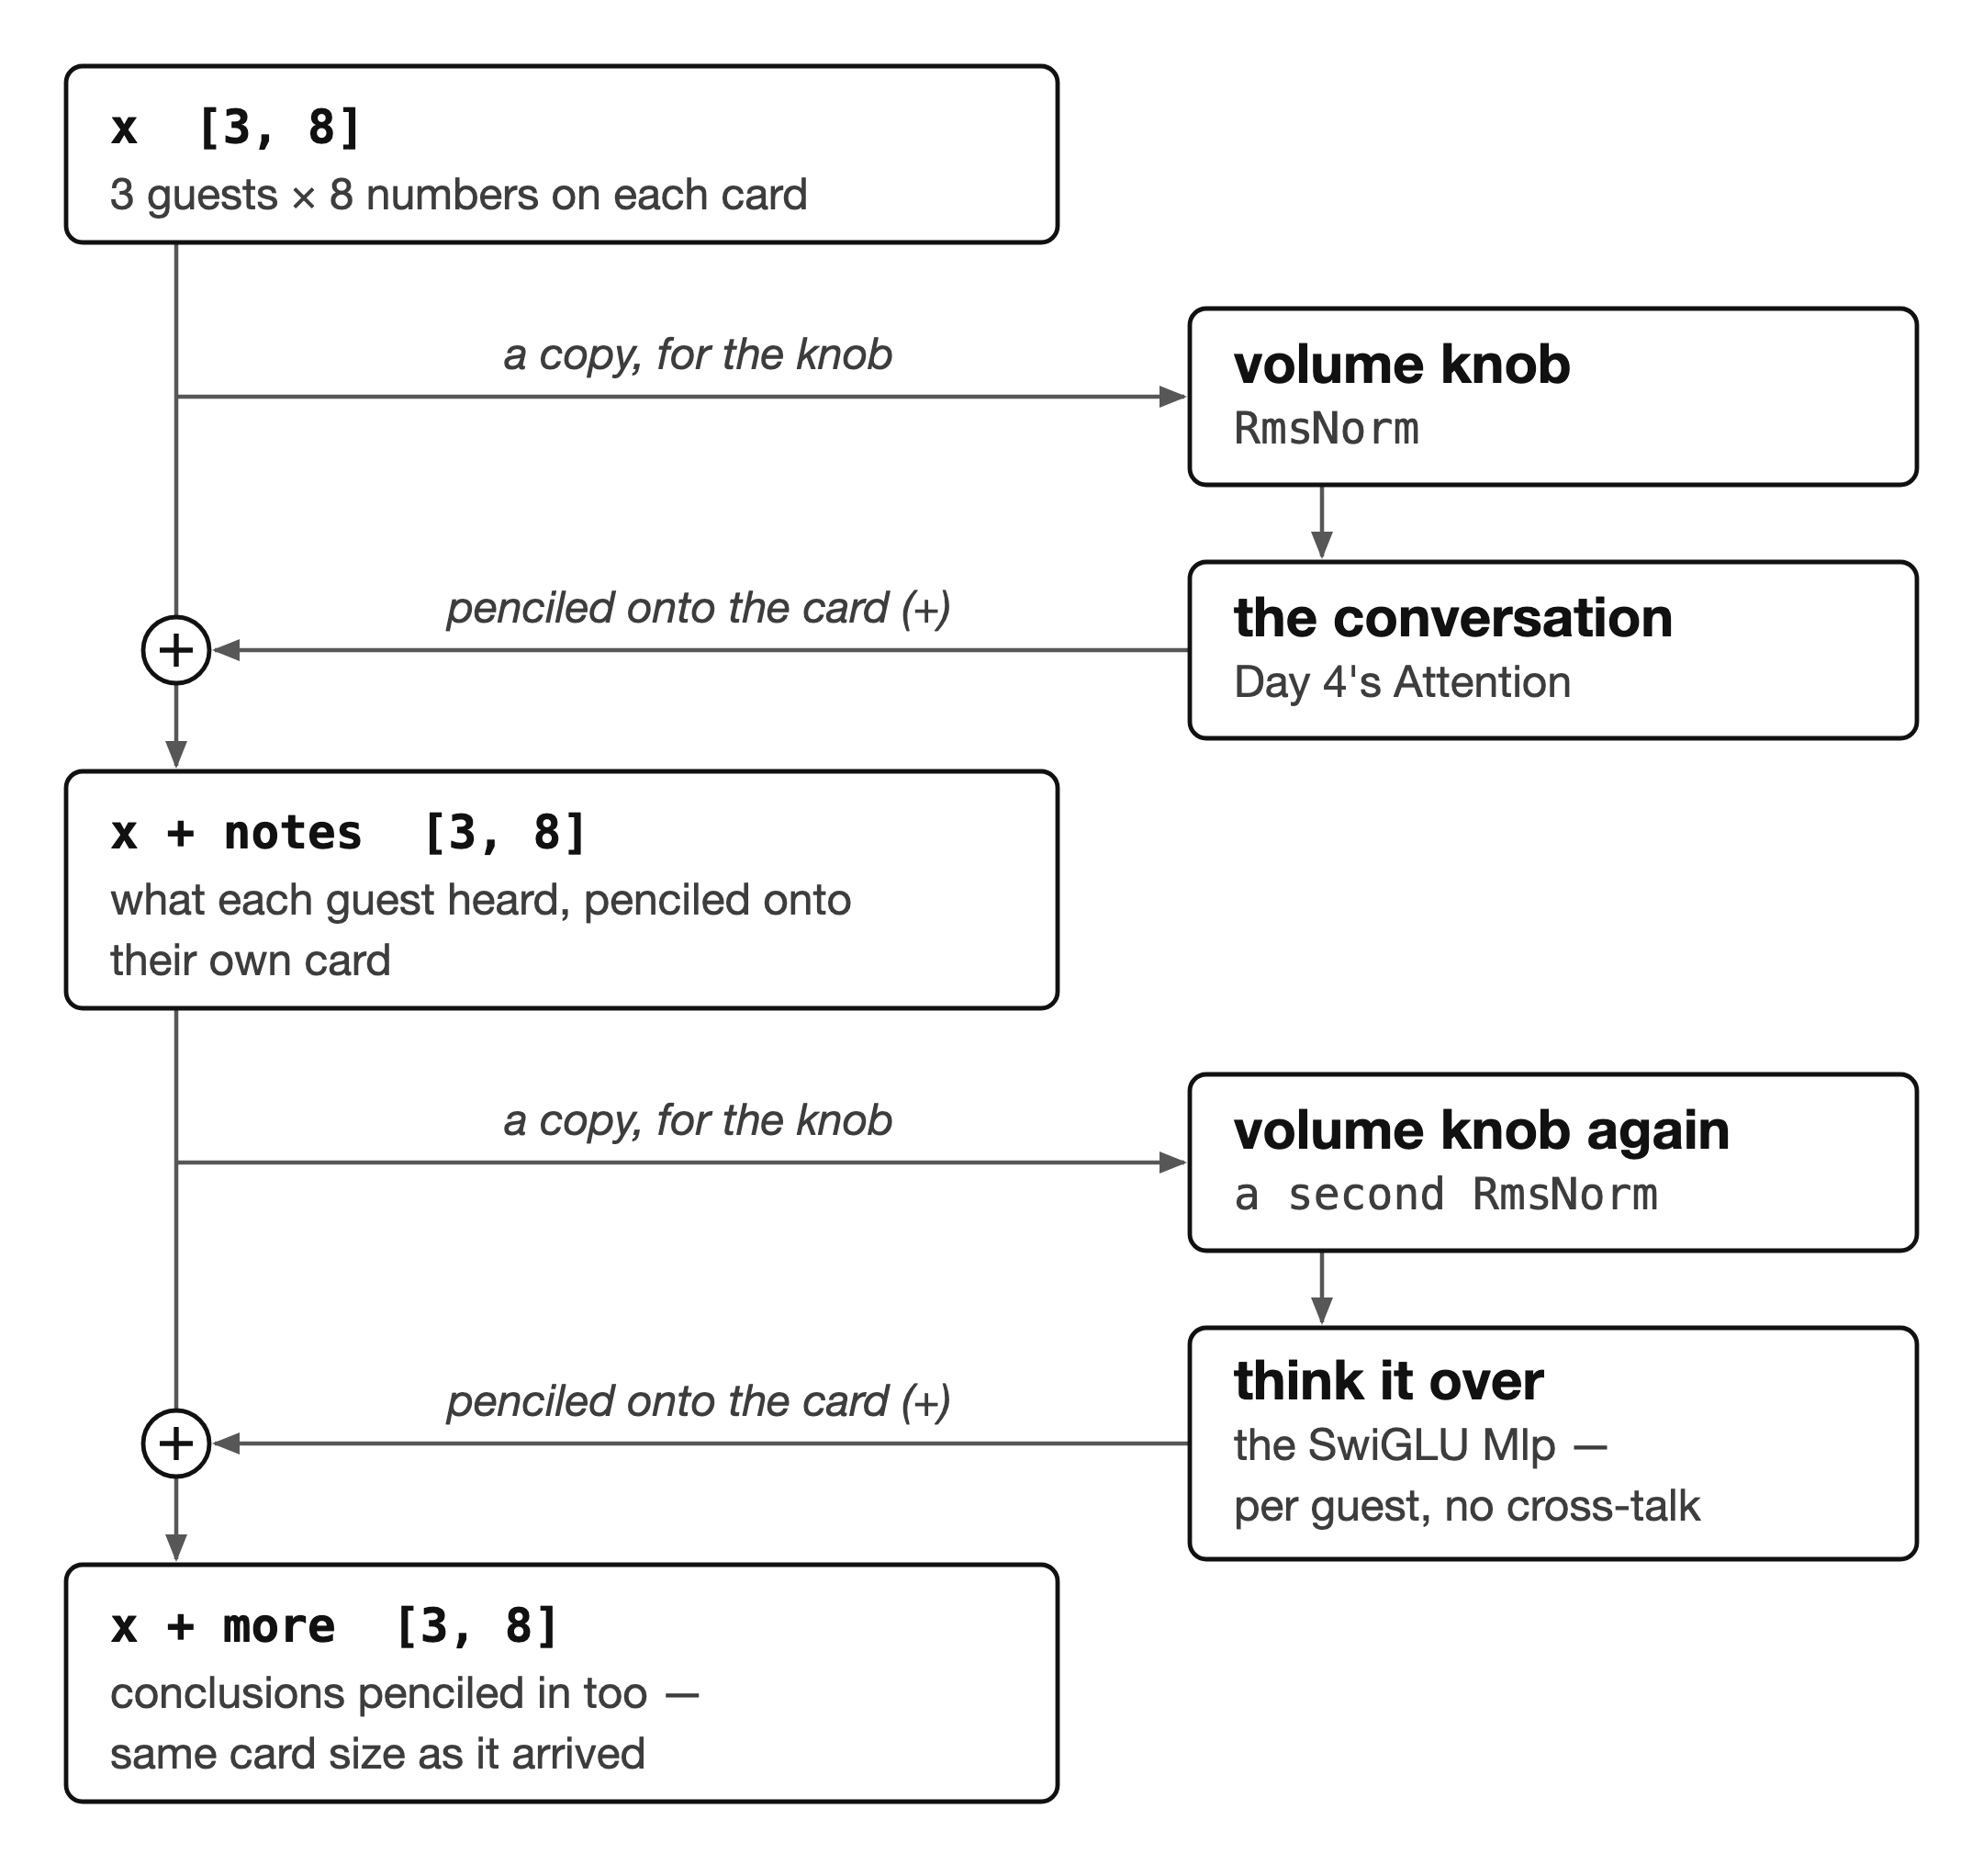 x  [3, 8]
3 guests × 8 numbers on each card
a copy, for the knob
volume knob
RmsNorm
penciled onto the card (+)
the conversation
Day 4's Attention
+
x + notes  [3, 8]
what each guest heard, penciled onto
their own card
a copy, for the knob
volume knob again
a second RmsNorm
penciled onto the card (+)
think it over
the SwiGLU Mlp —
per guest, no cross-talk
+
x + more  [3, 8]
conclusions penciled in too —
same card size as it arrived